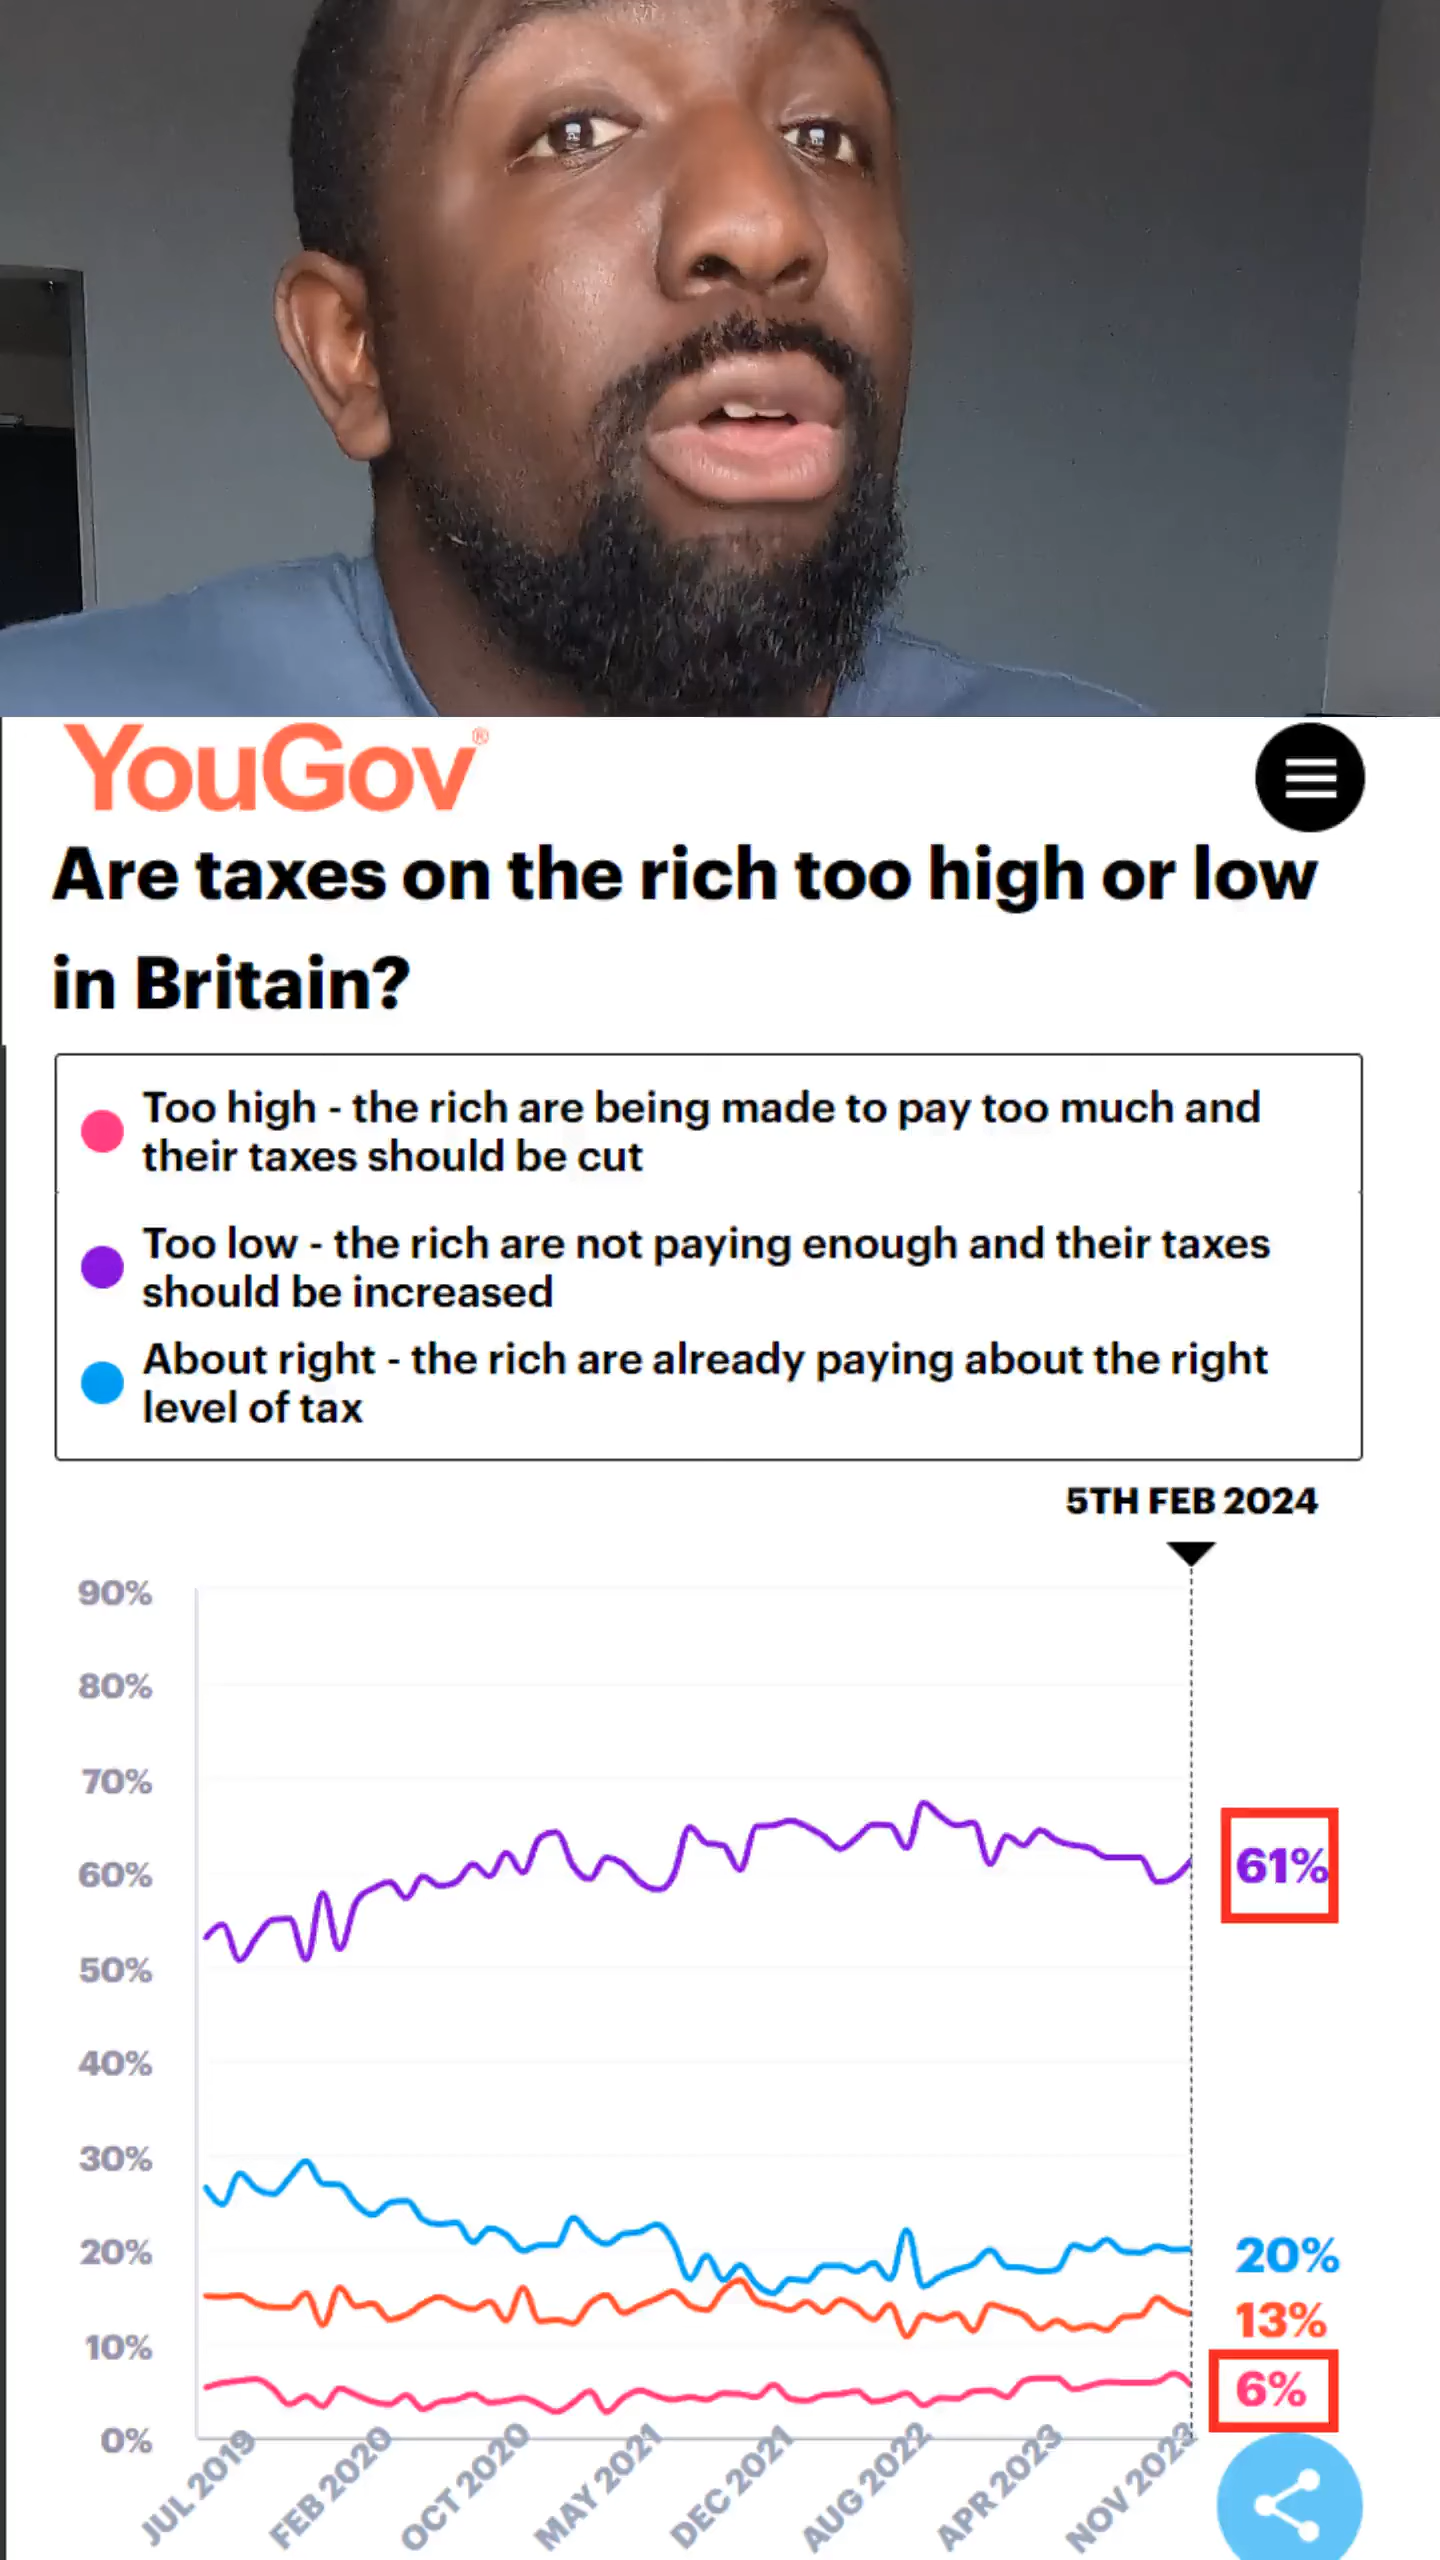 YouGov®
Are taxes on the rich too high or low
in Britain?
Too high - the rich are being made to pay too much and
their taxes should be cut
Too low - the rich are not paying enough and their taxes
should be increased
About right - the rich are already paying about the right
level of tax
5TH FEB 2024
90%
80%
70%
60%
50%
40%
30%
20%
10%
0%
61%
20%
13%
6%
JUL 2019
FEB 2020
OCT 2020
MAY 2021
DEC 2021
AUG 2022
APR 2023
NOV 2023